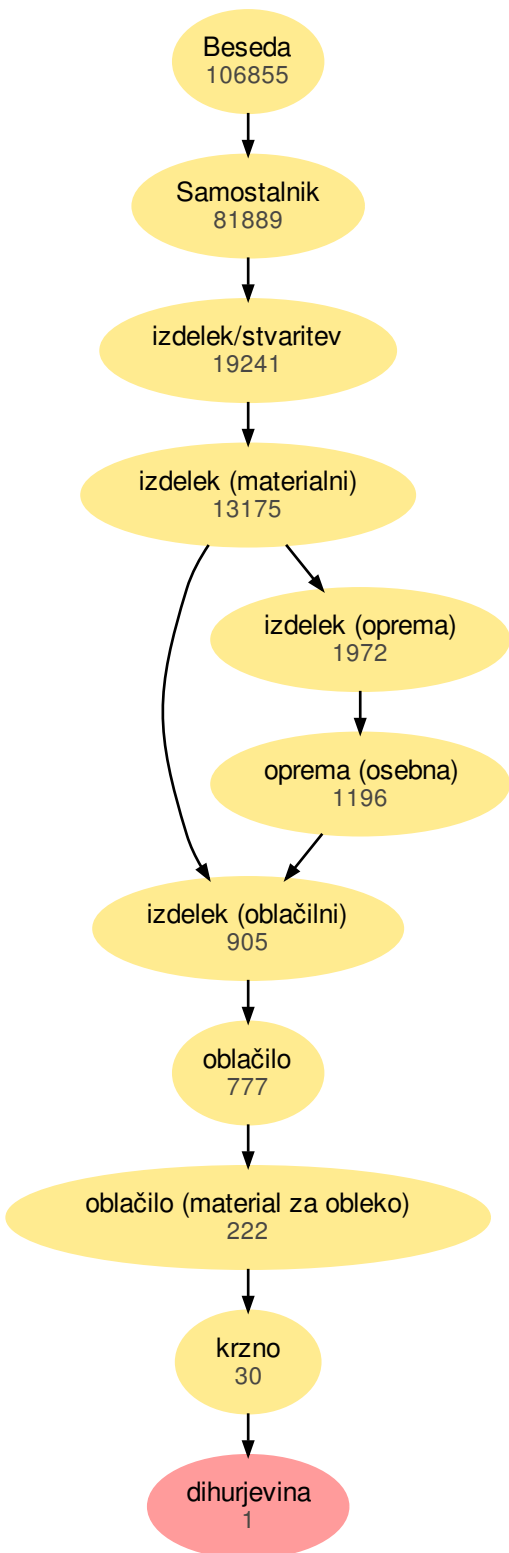 Beseda
106855
Samostalnik
81889
izdelek/stvaritev
19241
izdelek (materialni)
13175
izdelek (oprema)
1972
oprema (osebna)
1196
izdelek (oblačilni)
905
oblačilo
777
oblačilo (material za obleko)
222
krzno
30
dihurjevina
1